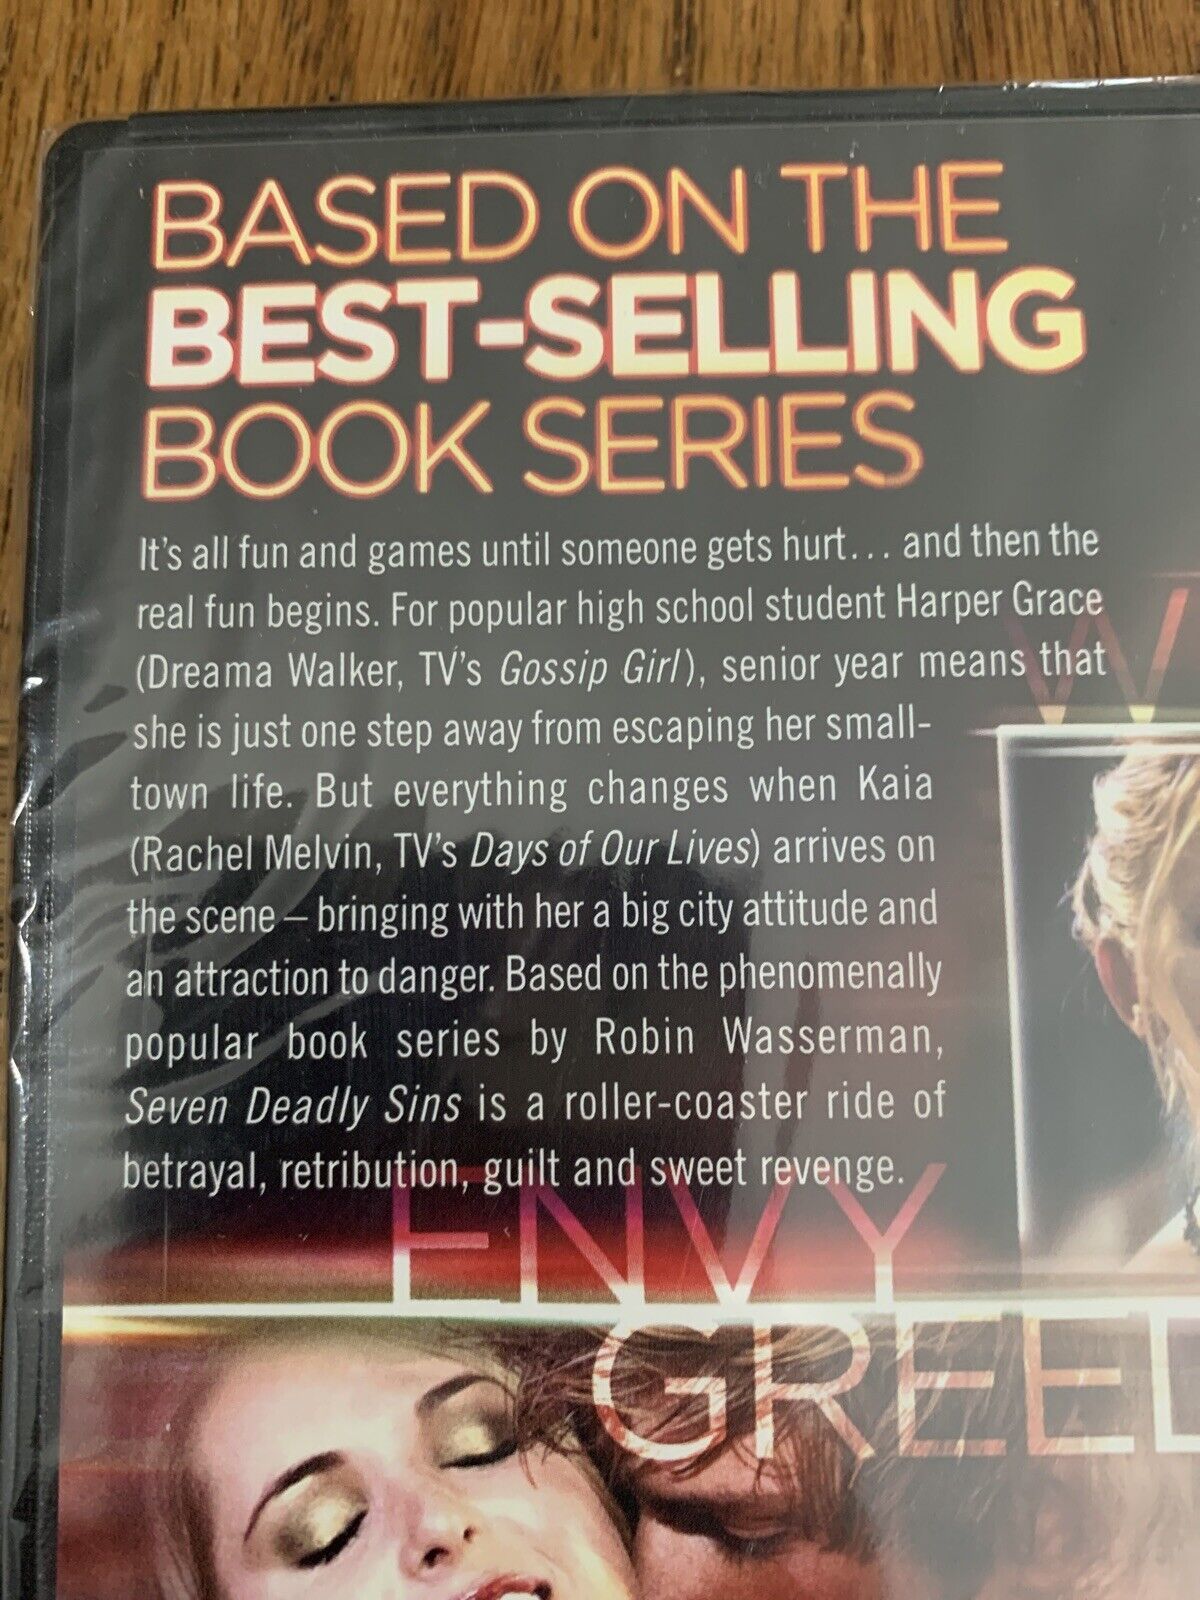 BASED ON THE
BEST-SELLING
BOOK SERIES
It's all fun and games until someone gets hurt... and then the
real fun begins. For popular high school student Harper Grace
(Dreama Walker, TV's Gossip Girl), senior year means that
she is just one step away from escaping her small-
town life. But everything changes when Kaia
(Rachel Melvin, TV's Days of Our Lives) arrives on
the scene – bringing with her a big city attitude and
an attraction to danger. Based on the phenomenally
popular book series by Robin Wasserman,
Seven Deadly Sins is a roller-coaster ride of
betrayal, retribution, guilt and sweet revenge.
ENVY